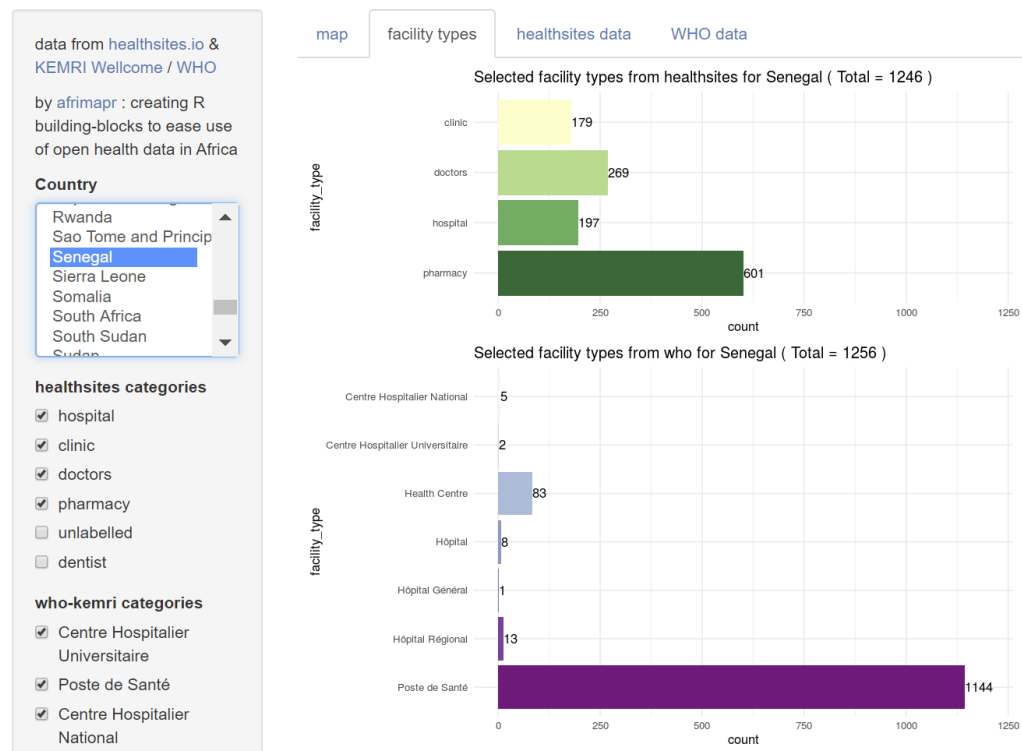 data from healthsites.io &
KEMRI Wellcome / WHO
by afrimapr : creating R
building-blocks to ease use
of open health data in Africa
Country
Rwanda
Sao Tome and Princip
Senegal
Sierra Leone
Somalia
South Africa
South Sudan
Sudan
healthsites categories
hospital
clinic
doctors
pharmacy
unlabelled
dentist
who-kemri categories
Centre Hospitalier
Universitaire
Poste de Santé
Centre Hospitalier
National
map facility types healthsites data WHO data
Selected facility types from healthsites for Senegal ( Total = 1246 )
facility_type
clinic 179
doctors 269
hospital 197
pharmacy 601
0 250 500 750 1000 1250
count
Selected facility types from who for Senegal ( Total = 1256 )
facility_type
Centre Hospitalier National 5
Centre Hospitalier Universitaire 2
Health Centre 83
Hôpital 8
Hôpital Général 1
Hôpital Régional 13
Poste de Santé 1144
0 250 500 750 1000 1250
count